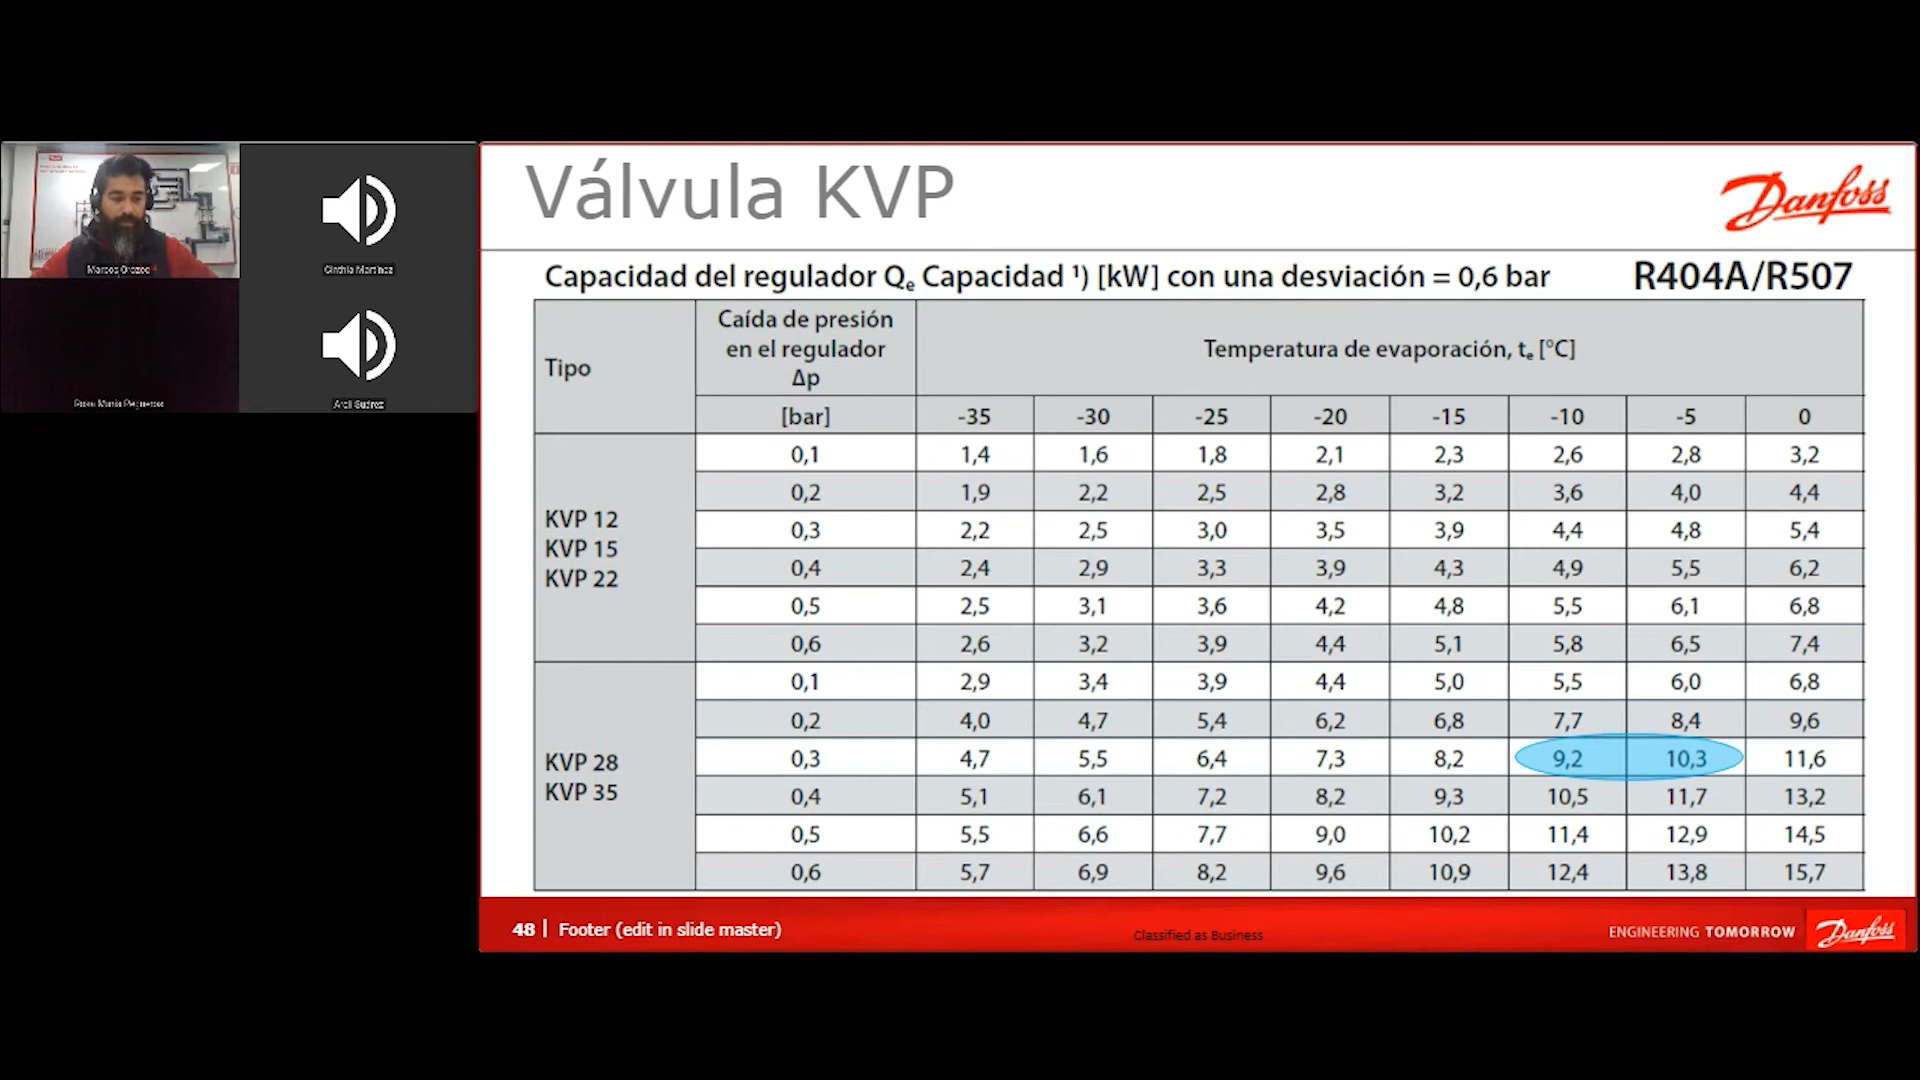 Marcos Orozco
Cinthia Martinez
Rosa Maria Pegueros
Areli Suárez
Válvula KVP
Danfoss
Capacidad del regulador Qe Capacidad ¹) [kW] con una desviación = 0,6 bar
R404A/R507
Tipo
Caída de presión
en el regulador
Δp
Temperatura de evaporación, te [°C]
[bar] -35 -30 -25 -20 -15 -10 -5 0
KVP 12
KVP 15
KVP 22
0,1 1,4 1,6 1,8 2,1 2,3 2,6 2,8 3,2
0,2 1,9 2,2 2,5 2,8 3,2 3,6 4,0 4,4
0,3 2,2 2,5 3,0 3,5 3,9 4,4 4,8 5,4
0,4 2,4 2,9 3,3 3,9 4,3 4,9 5,5 6,2
0,5 2,5 3,1 3,6 4,2 4,8 5,5 6,1 6,8
0,6 2,6 3,2 3,9 4,4 5,1 5,8 6,5 7,4
KVP 28
KVP 35
0,1 2,9 3,4 3,9 4,4 5,0 5,5 6,0 6,8
0,2 4,0 4,7 5,4 6,2 6,8 7,7 8,4 9,6
0,3 4,7 5,5 6,4 7,3 8,2 9,2 10,3 11,6
0,4 5,1 6,1 7,2 8,2 9,3 10,5 11,7 13,2
0,5 5,5 6,6 7,7 9,0 10,2 11,4 12,9 14,5
0,6 5,7 6,9 8,2 9,6 10,9 12,4 13,8 15,7
48 | Footer (edit in slide master)
Classified as Business
ENGINEERING TOMORROW
Danfoss